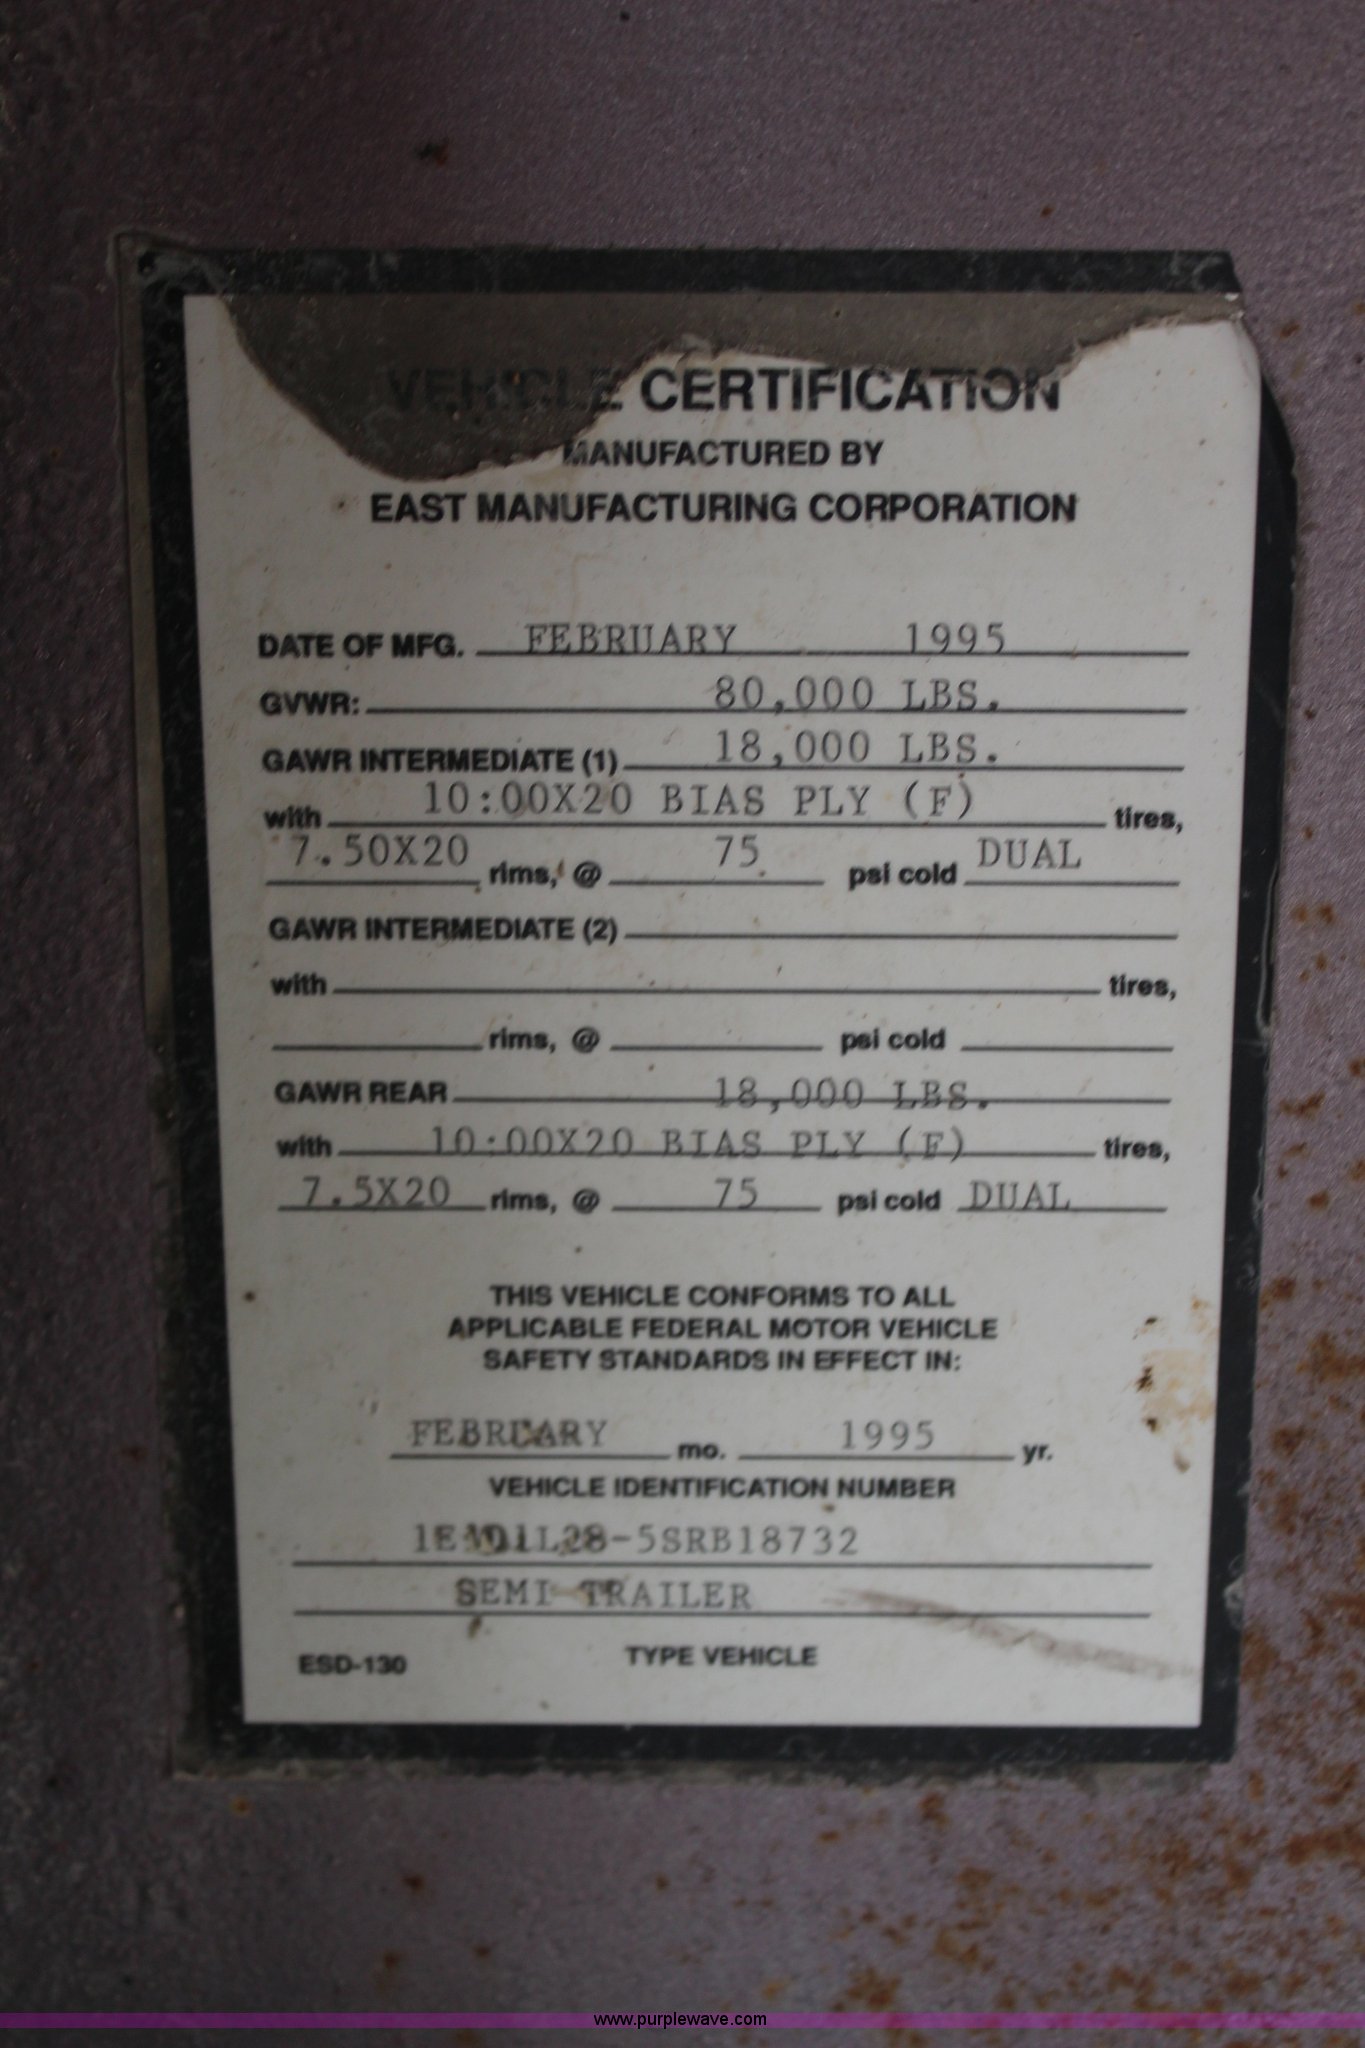 VEHICLE CERTIFICATION
MANUFACTURED BY
EAST MANUFACTURING CORPORATION
DATE OF MFG. FEBRUARY 1995
GVWR: 80,000 LBS.
GAWR INTERMEDIATE (1) 18,000 LBS.
with 10:00X20 BIAS PLY (F) tires,
7.50X20 rims, @ 75 psi cold DUAL
GAWR INTERMEDIATE (2)
with tires,
rims, @ psi cold
GAWR REAR 18,000 LBS.
with 10:00X20 BIAS PLY (F) tires,
7.5X20 rims, @ 75 psi cold DUAL
THIS VEHICLE CONFORMS TO ALL
APPLICABLE FEDERAL MOTOR VEHICLE
SAFETY STANDARDS IN EFFECT IN:
FEBRUARY mo. 1995 yr.
VEHICLE IDENTIFICATION NUMBER
SEMI TRAILER
ESD-130 TYPE VEHICLE
www.purplewave.com